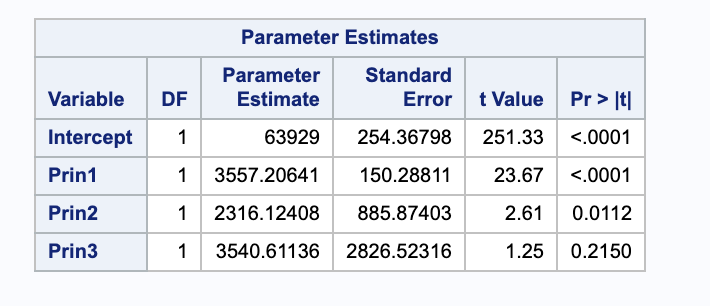 Parameter Estimates
Variable DF Parameter Estimate Standard Error t Value Pr > |t|
Intercept 1 63929 254.36798 251.33 <.0001
Prin1 1 3557.20641 150.28811 23.67 <.0001
Prin2 1 2316.12408 885.87403 2.61 0.0112
Prin3 1 3540.61136 2826.52316 1.25 0.2150